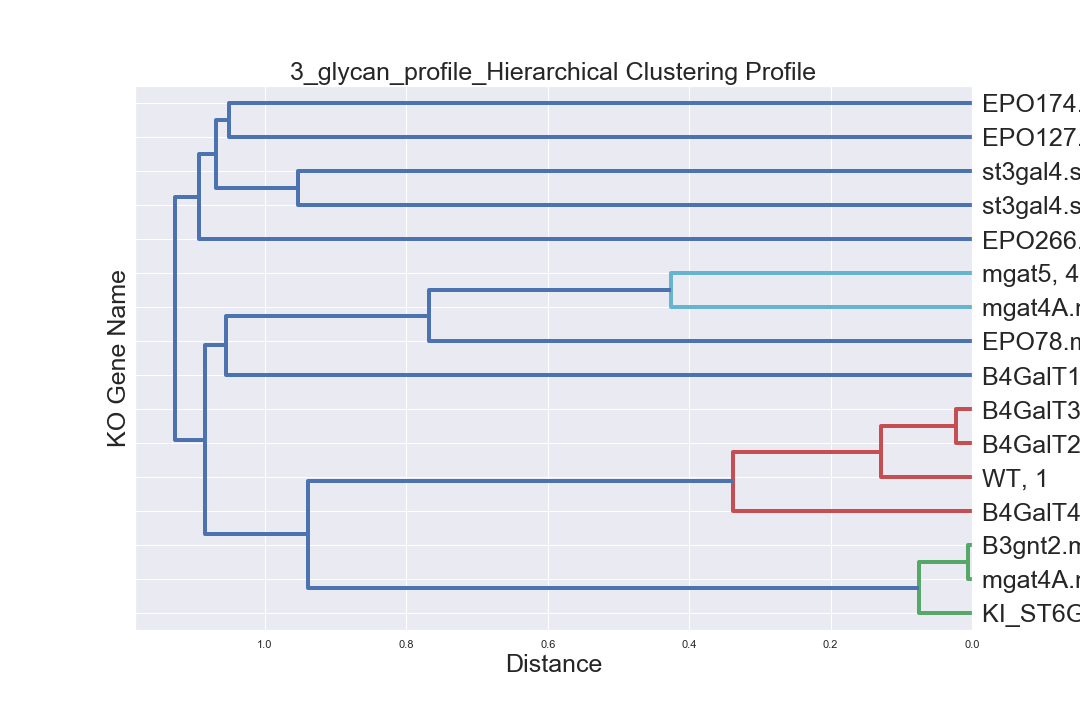 3_glycan_profile_Hierarchical Clustering Profile
KO Gene Name
EPO174.
EPO127.
st3gal4.s
st3gal4.s
EPO266.
mgat5, 4
mgat4A.
EPO78.m
B4GalT1
B4GalT3
B4GalT2
WT, 1
B4GalT4
B3gnt2.m
mgat4A.
KI_ST6G
1.0 0.8 0.6 0.4 0.2 0.0
Distance